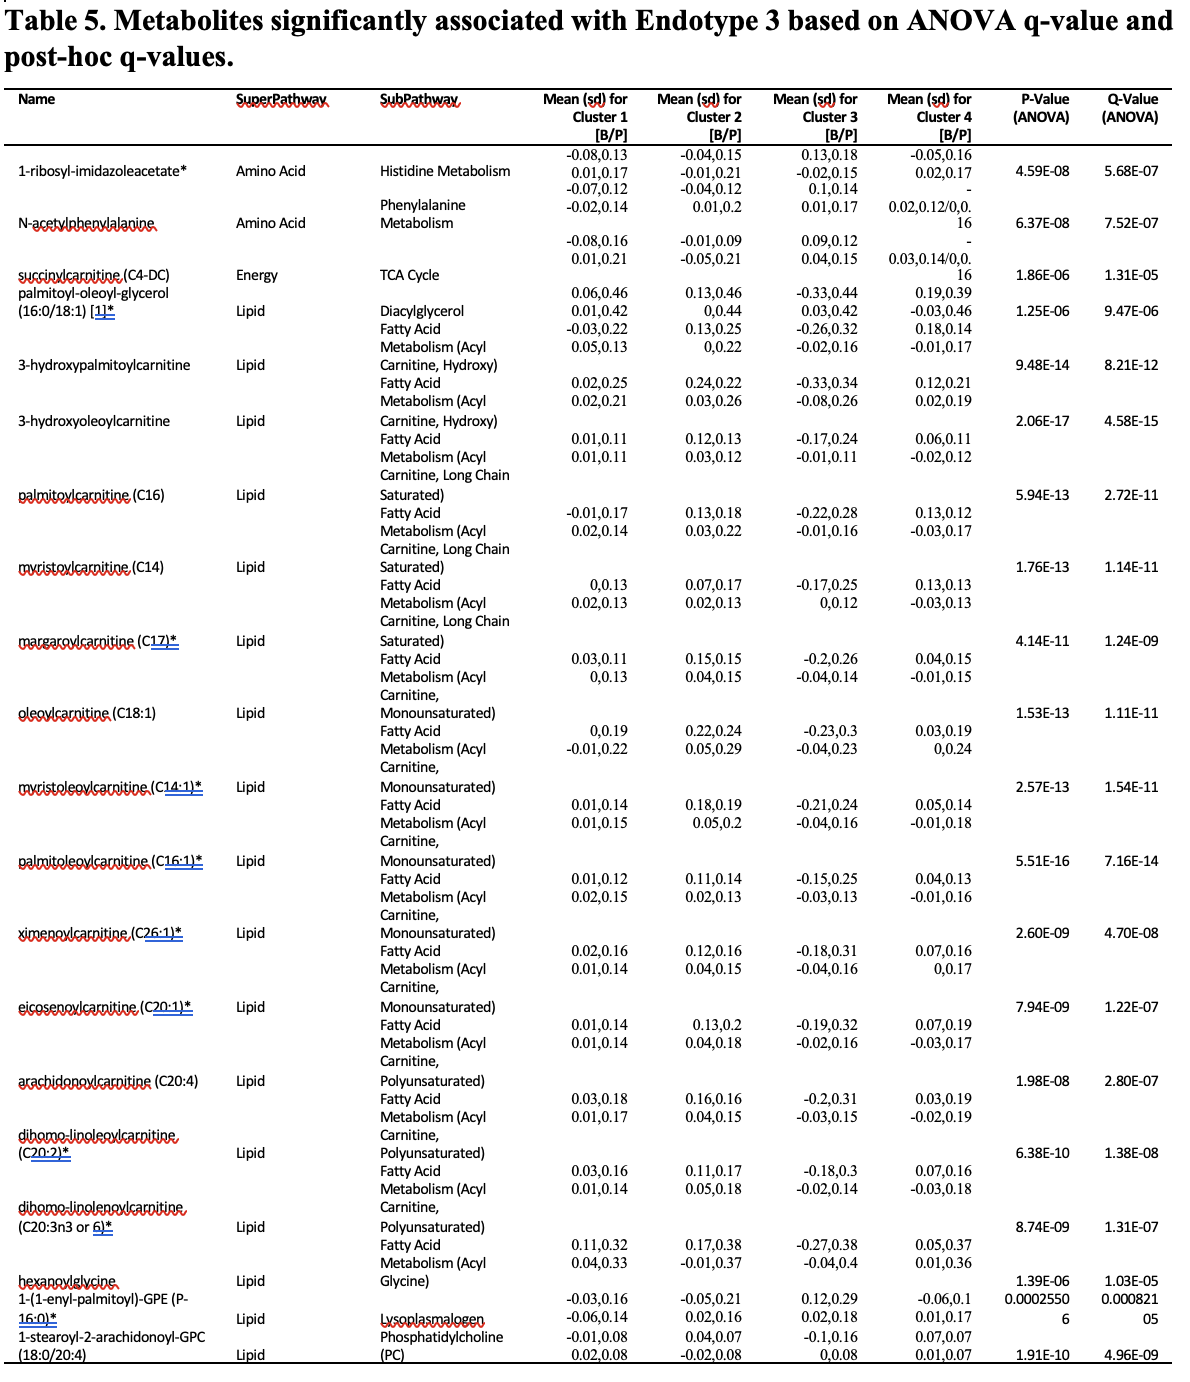 Table 5. Metabolites significantly associated with Endotype 3 based on ANOVA q-value and
post-hoc q-values.
Name SuperPathway SubPathway Mean (sd) for Mean (sd) for Mean (sd) for Mean (sd) for P-Value Q-Value
Cluster 1 Cluster 2 Cluster 3 Cluster 4 (ANOVA) (ANOVA)
[B/P] [B/P] [B/P] [B/P]
-0.08,0.13 -0.04,0.15 0.13,0.18 -0.05,0.16
1-ribosyl-imidazoleacetate* Amino Acid Histidine Metabolism 0.01,0.17 -0.01,0.21 -0.02,0.15 0.02,0.17 4.59E-08 5.68E-07
-0.07,0.12 -0.04,0.12 0.1,0.14 -
Phenylalanine -0.02,0.14 0.01,0.2 0.01,0.17 0.02,0.12/0,0.
N-acetylphenylalanine Amino Acid Metabolism 16 6.37E-08 7.52E-07
-0.08,0.16 -0.01,0.09 0.09,0.12 -
0.01,0.21 -0.05,0.21 0.04,0.15 0.03,0.14/0,0.
succinylcarnitine (C4-DC) Energy TCA Cycle 16 1.86E-06 1.31E-05
palmitoyl-oleoyl-glycerol 0.06,0.46 0.13,0.46 -0.33,0.44 0.19,0.39
(16:0/18:1) [1]* Lipid Diacylglycerol 0.01,0.42 0,0.44 0.03,0.42 -0.03,0.46 1.25E-06 9.47E-06
Fatty Acid -0.03,0.22 0.13,0.25 -0.26,0.32 0.18,0.14
Metabolism (Acyl 0.05,0.13 0,0.22 -0.02,0.16 -0.01,0.17
3-hydroxypalmitoylcarnitine Lipid Carnitine, Hydroxy) 9.48E-14 8.21E-12
Fatty Acid 0.02,0.25 0.24,0.22 -0.33,0.34 0.12,0.21
Metabolism (Acyl 0.02,0.21 0.03,0.26 -0.08,0.26 0.02,0.19
3-hydroxyoleoylcarnitine Lipid Carnitine, Hydroxy) 2.06E-17 4.58E-15
Fatty Acid 0.01,0.11 0.12,0.13 -0.17,0.24 0.06,0.11
Metabolism (Acyl 0.01,0.11 0.03,0.12 -0.01,0.11 -0.02,0.12
Carnitine, Long Chain
palmitoylcarnitine (C16) Lipid Saturated) 5.94E-13 2.72E-11
Fatty Acid -0.01,0.17 0.13,0.18 -0.22,0.28 0.13,0.12
Metabolism (Acyl 0.02,0.14 0.03,0.22 -0.01,0.16 -0.03,0.17
Carnitine, Long Chain
myristoylcarnitine (C14) Lipid Saturated) 1.76E-13 1.14E-11
Fatty Acid 0,0.13 0.07,0.17 -0.17,0.25 0.13,0.13
Metabolism (Acyl 0.02,0.13 0.02,0.13 0,0.12 -0.03,0.13
Carnitine, Long Chain
margaroylcarnitine (C17)* Lipid Saturated) 4.14E-11 1.24E-09
Fatty Acid 0.03,0.11 0.15,0.15 -0.2,0.26 0.04,0.15
Metabolism (Acyl 0,0.13 0.04,0.15 -0.04,0.14 -0.01,0.15
Carnitine,
oleoylcarnitine (C18:1) Lipid Monounsaturated) 1.53E-13 1.11E-11
Fatty Acid 0,0.19 0.22,0.24 -0.23,0.3 0.03,0.19
Metabolism (Acyl -0.01,0.22 0.05,0.29 -0.04,0.23 0,0.24
Carnitine,
myristoleoylcarnitine (C14:1)* Lipid Monounsaturated) 2.57E-13 1.54E-11
Fatty Acid 0.01,0.14 0.18,0.19 -0.21,0.24 0.05,0.14
Metabolism (Acyl 0.01,0.15 0.05,0.2 -0.04,0.16 -0.01,0.18
Carnitine,
palmitoleoylcarnitine (C16:1)* Lipid Monounsaturated) 5.51E-16 7.16E-14
Fatty Acid 0.01,0.12 0.11,0.14 -0.15,0.25 0.04,0.13
Metabolism (Acyl 0.02,0.15 0.02,0.13 -0.03,0.13 -0.01,0.16
Carnitine,
ximenoylcarnitine (C26:1)* Lipid Monounsaturated) 2.60E-09 4.70E-08
Fatty Acid 0.02,0.16 0.12,0.16 -0.18,0.31 0.07,0.16
Metabolism (Acyl 0.01,0.14 0.04,0.15 -0.04,0.16 0,0.17
Carnitine,
eicosenoylcarnitine (C20:1)* Lipid Monounsaturated) 7.94E-09 1.22E-07
Fatty Acid 0.01,0.14 0.13,0.2 -0.19,0.32 0.07,0.19
Metabolism (Acyl 0.01,0.14 0.04,0.18 -0.02,0.16 -0.03,0.17
Carnitine,
arachidonoylcarnitine (C20:4) Lipid Polyunsaturated) 1.98E-08 2.80E-07
Fatty Acid 0.03,0.18 0.16,0.16 -0.2,0.31 0.03,0.19
Metabolism (Acyl 0.01,0.17 0.04,0.15 -0.03,0.15 -0.02,0.19
dihomo-linoleoylcarnitine Carnitine,
(C20:2)* Lipid Polyunsaturated) 6.38E-10 1.38E-08
Fatty Acid 0.03,0.16 0.11,0.17 -0.18,0.3 0.07,0.16
Metabolism (Acyl 0.01,0.14 0.05,0.18 -0.02,0.14 -0.03,0.18
dihomo-linolenoylcarnitine Carnitine,
(C20:3n3 or 6)* Lipid Polyunsaturated) 8.74E-09 1.31E-07
Fatty Acid 0.11,0.32 0.17,0.38 -0.27,0.38 0.05,0.37
Metabolism (Acyl 0.04,0.33 -0.01,0.37 -0.04,0.4 0.01,0.36
hexanoylglycine Lipid Glycine) 1.39E-06 1.03E-05
1-(1-enyl-palmitoyl)-GPE (P- -0.03,0.16 -0.05,0.21 0.12,0.29 -0.06,0.1 0.0002550 0.000821
16:0)* Lipid Lysoplasmalogen -0.06,0.14 0.02,0.16 0.02,0.18 0.01,0.17 6 05
1-stearoyl-2-arachidonoyl-GPC Phosphatidylcholine -0.01,0.08 0.04,0.07 -0.1,0.16 0.07,0.07
(18:0/20:4) Lipid (PC) 0.02,0.08 -0.02,0.08 0,0.08 0.01,0.07 1.91E-10 4.96E-09